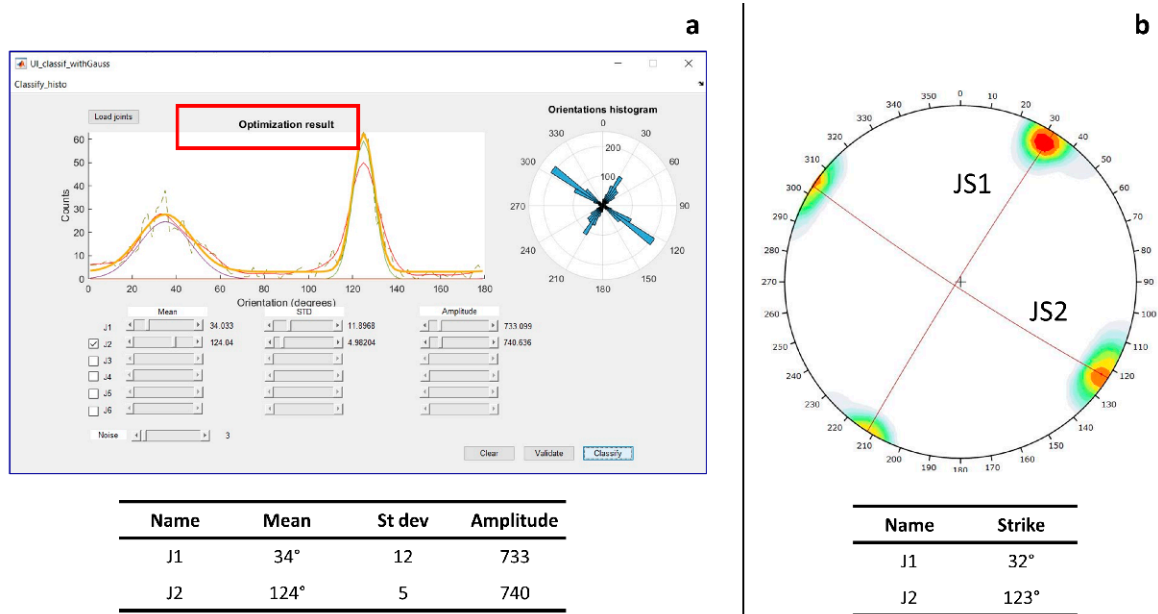 a
UI_classif_withGauss
Classify_histo
Load joints
Optimization result
60
50
40
30
20
10
0
Counts
0 20 40 60 80 100 120 140 160 180
Orientation (degrees)
Orientations histogram
0
30
60
90
120
150
180
210
240
270
300
330
100
200
Mean STD Amplitude
J1 34.033 11.8968 733.099
J2 124.04 4.98204 740.636
J3
J4
J5
J6
Noise 3
Clear Validate Classify
Name Mean St dev Amplitude
J1 34° 12 733
J2 124° 5 740
b
0
10
20
30
40
50
60
70
80
90
100
110
120
130
140
150
160
170
180
190
200
210
220
230
240
250
260
270
280
290
300
310
320
330
340
350
JS1
JS2
Name Strike
J1 32°
J2 123°